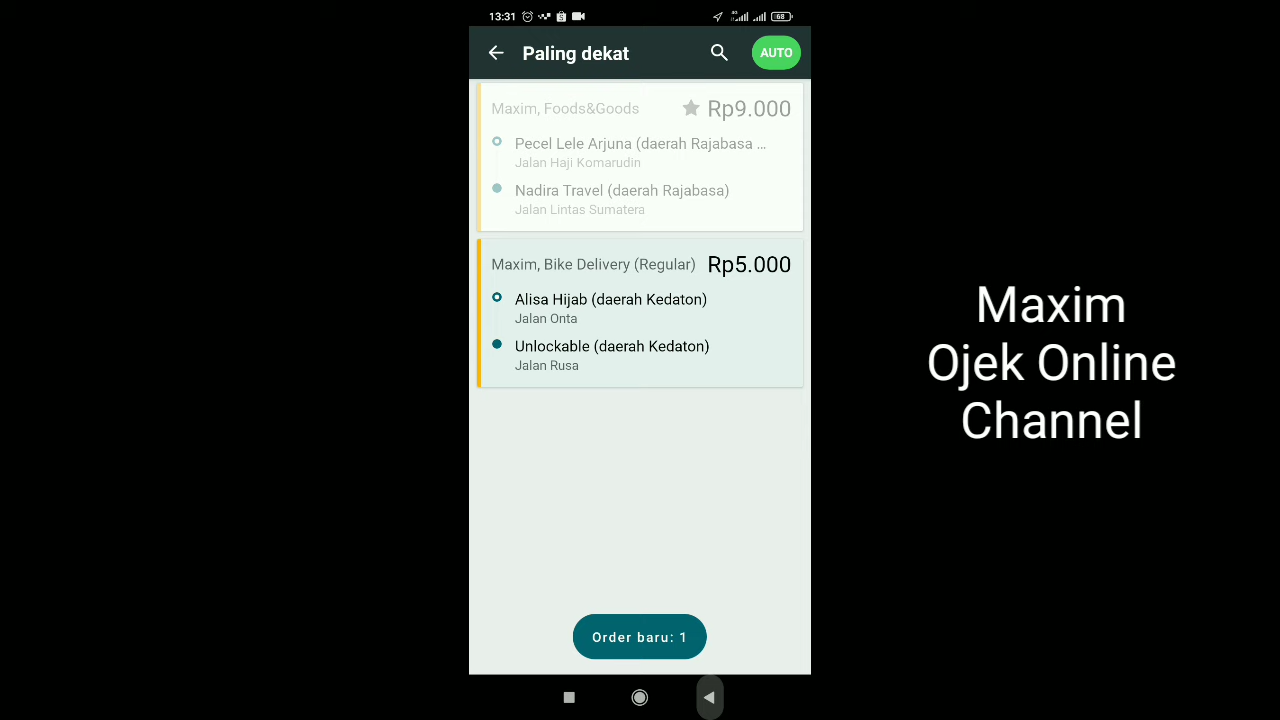 13:31
4G
68
Paling dekat
AUTO
Maxim, Foods&Goods
Rp9.000
Pecel Lele Arjuna (daerah Rajabasa ...
Jalan Haji Komarudin
Nadira Travel (daerah Rajabasa)
Jalan Lintas Sumatera
Maxim, Bike Delivery (Regular)
Rp5.000
Alisa Hijab (daerah Kedaton)
Jalan Onta
Unlockable (daerah Kedaton)
Jalan Rusa
Order baru: 1
Maxim
Ojek Online
Channel